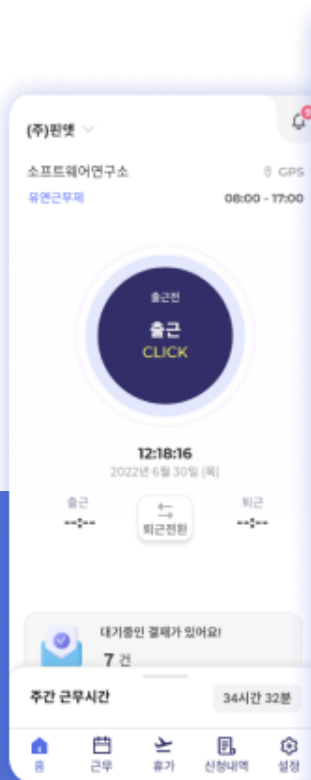 (주)핀앳
소프트웨어연구소
GPS
유연근무제
08:00 - 17:00
출근전
출근
CLICK
12:18:16
2022년 6월 30일 (목)
출근
퇴근
--:--
퇴근전환
--:--
대기중인 결재가 있어요!
7 건
주간 근무시간
34시간 32분
홈
근무
휴가
신청내역
설정